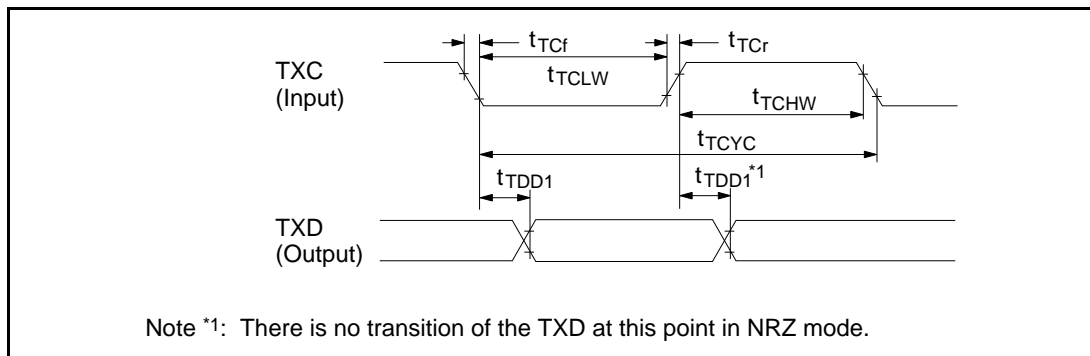 tTCf
tTCr
TXC
(Input)
tTCLW
tTCHW
tTCYC
tTDD1
tTDD1*1
TXD
(Output)
Note *1: There is no transition of the TXD at this point in NRZ mode.